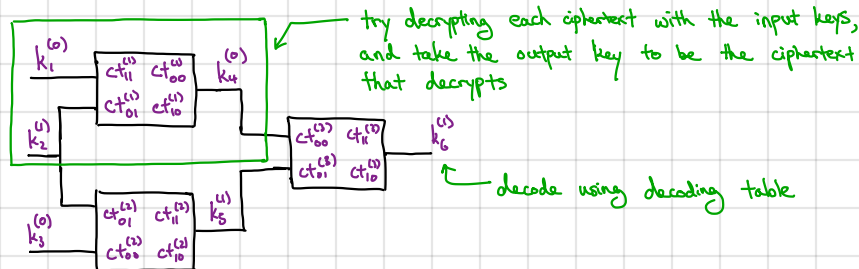 try decrypting each ciphertext with the input keys,
and take the output key to be the ciphertext
that decrypts
k₁⁽⁰⁾
ct₁₁⁽¹⁾ ct₀₀⁽¹⁾
ct₀₁⁽¹⁾ ct₁₀⁽¹⁾
k₄⁽⁰⁾
k₂⁽¹⁾
ct₀₀⁽³⁾ ct₁₁⁽³⁾
ct₀₁⁽³⁾ ct₁₀⁽³⁾
k₆⁽¹⁾
decode using decoding table
k₃⁽⁰⁾
ct₀₁⁽²⁾ ct₁₁⁽²⁾
ct₀₀⁽²⁾ ct₁₀⁽²⁾
k₅⁽¹⁾